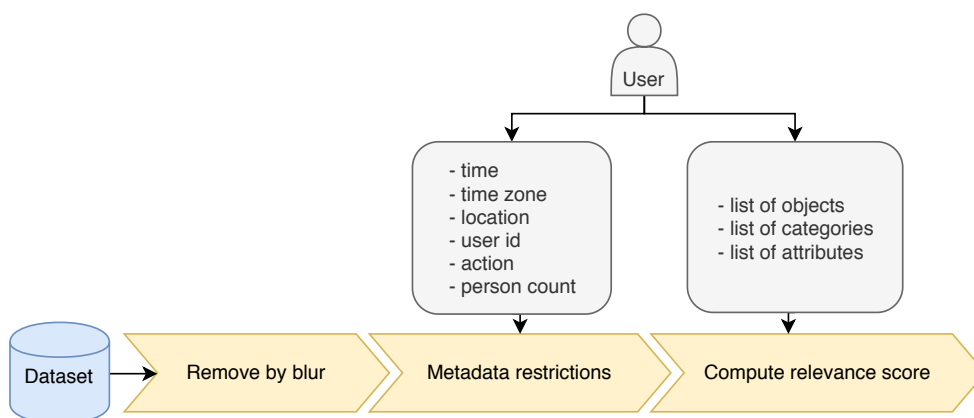 User
- time
- time zone
- location
- user id
- action
- person count
- list of objects
- list of categories
- list of attributes
Dataset
Remove by blur
Metadata restrictions
Compute relevance score